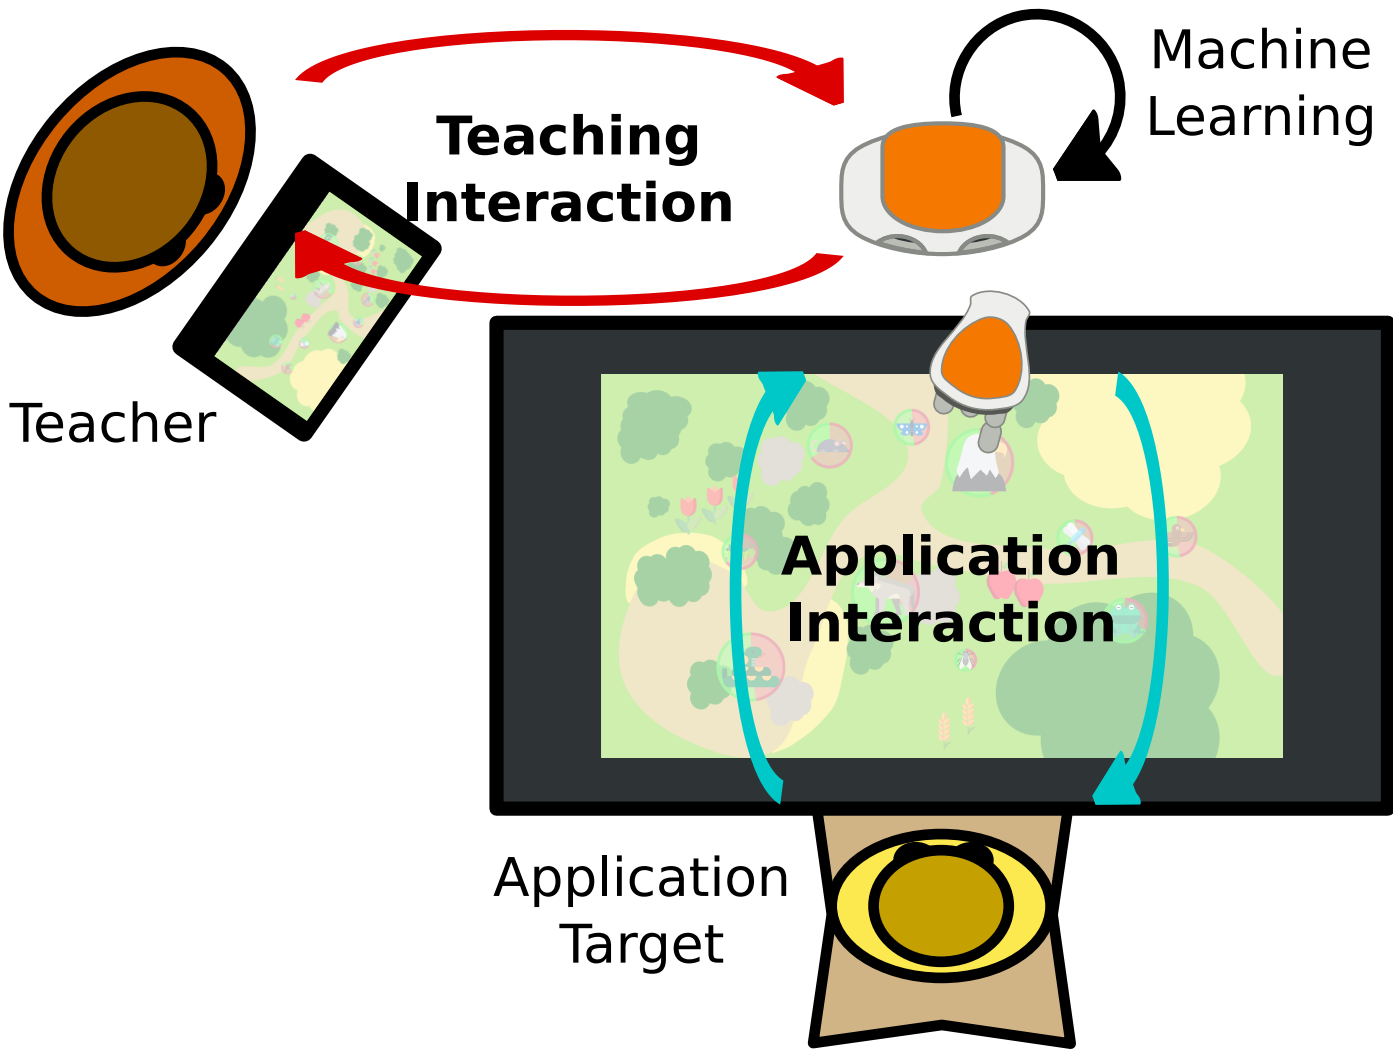 Machine
Learning
Teaching
Interaction
Teacher
Application
Interaction
Application
Target